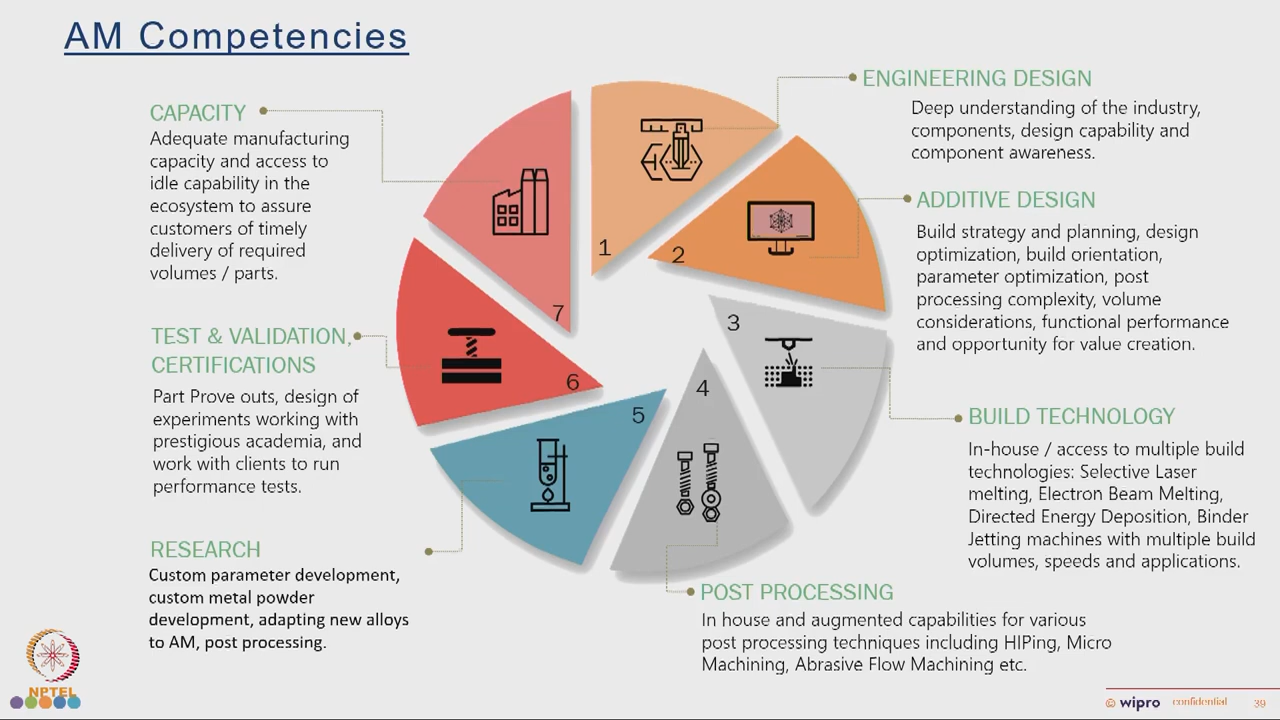 AM Competencies
ENGINEERING DESIGN
Deep understanding of the industry,
components, design capability and
component awareness.
ADDITIVE DESIGN
Build strategy and planning, design
optimization, build orientation,
parameter optimization, post
processing complexity, volume
considerations, functional performance
and opportunity for value creation.
BUILD TECHNOLOGY
In-house / access to multiple build
technologies: Selective Laser
melting, Electron Beam Melting,
Directed Energy Deposition, Binder
Jetting machines with multiple build
volumes, speeds and applications.
POST PROCESSING
In house and augmented capabilities for various
post processing techniques including HIPing, Micro
Machining, Abrasive Flow Machining etc.
RESEARCH
Custom parameter development,
custom metal powder
development, adapting new alloys
to AM, post processing.
TEST & VALIDATION,
CERTIFICATIONS
Part Prove outs, design of
experiments working with
prestigious academia, and
work with clients to run
performance tests.
CAPACITY
Adequate manufacturing
capacity and access to
idle capability in the
ecosystem to assure
customers of timely
delivery of required
volumes / parts.
1
2
3
4
5
6
7
NPTEL
© wipro confidential 39